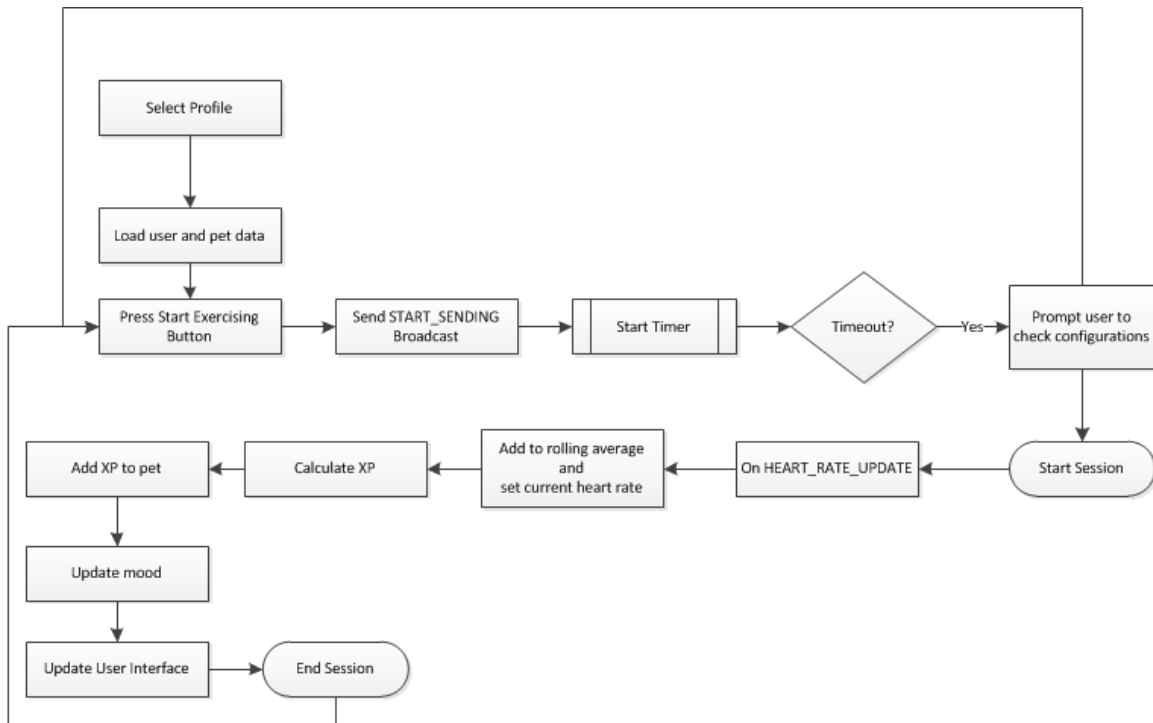 Select Profile
Load user and pet data
Press Start Exercising
Button
Send START_SENDING
Broadcast
Start Timer
Timeout?
Yes
Prompt user to
check configurations
Start Session
On HEART_RATE_UPDATE
Add to rolling average
and
set current heart rate
Calculate XP
Add XP to pet
Update mood
Update User Interface
End Session